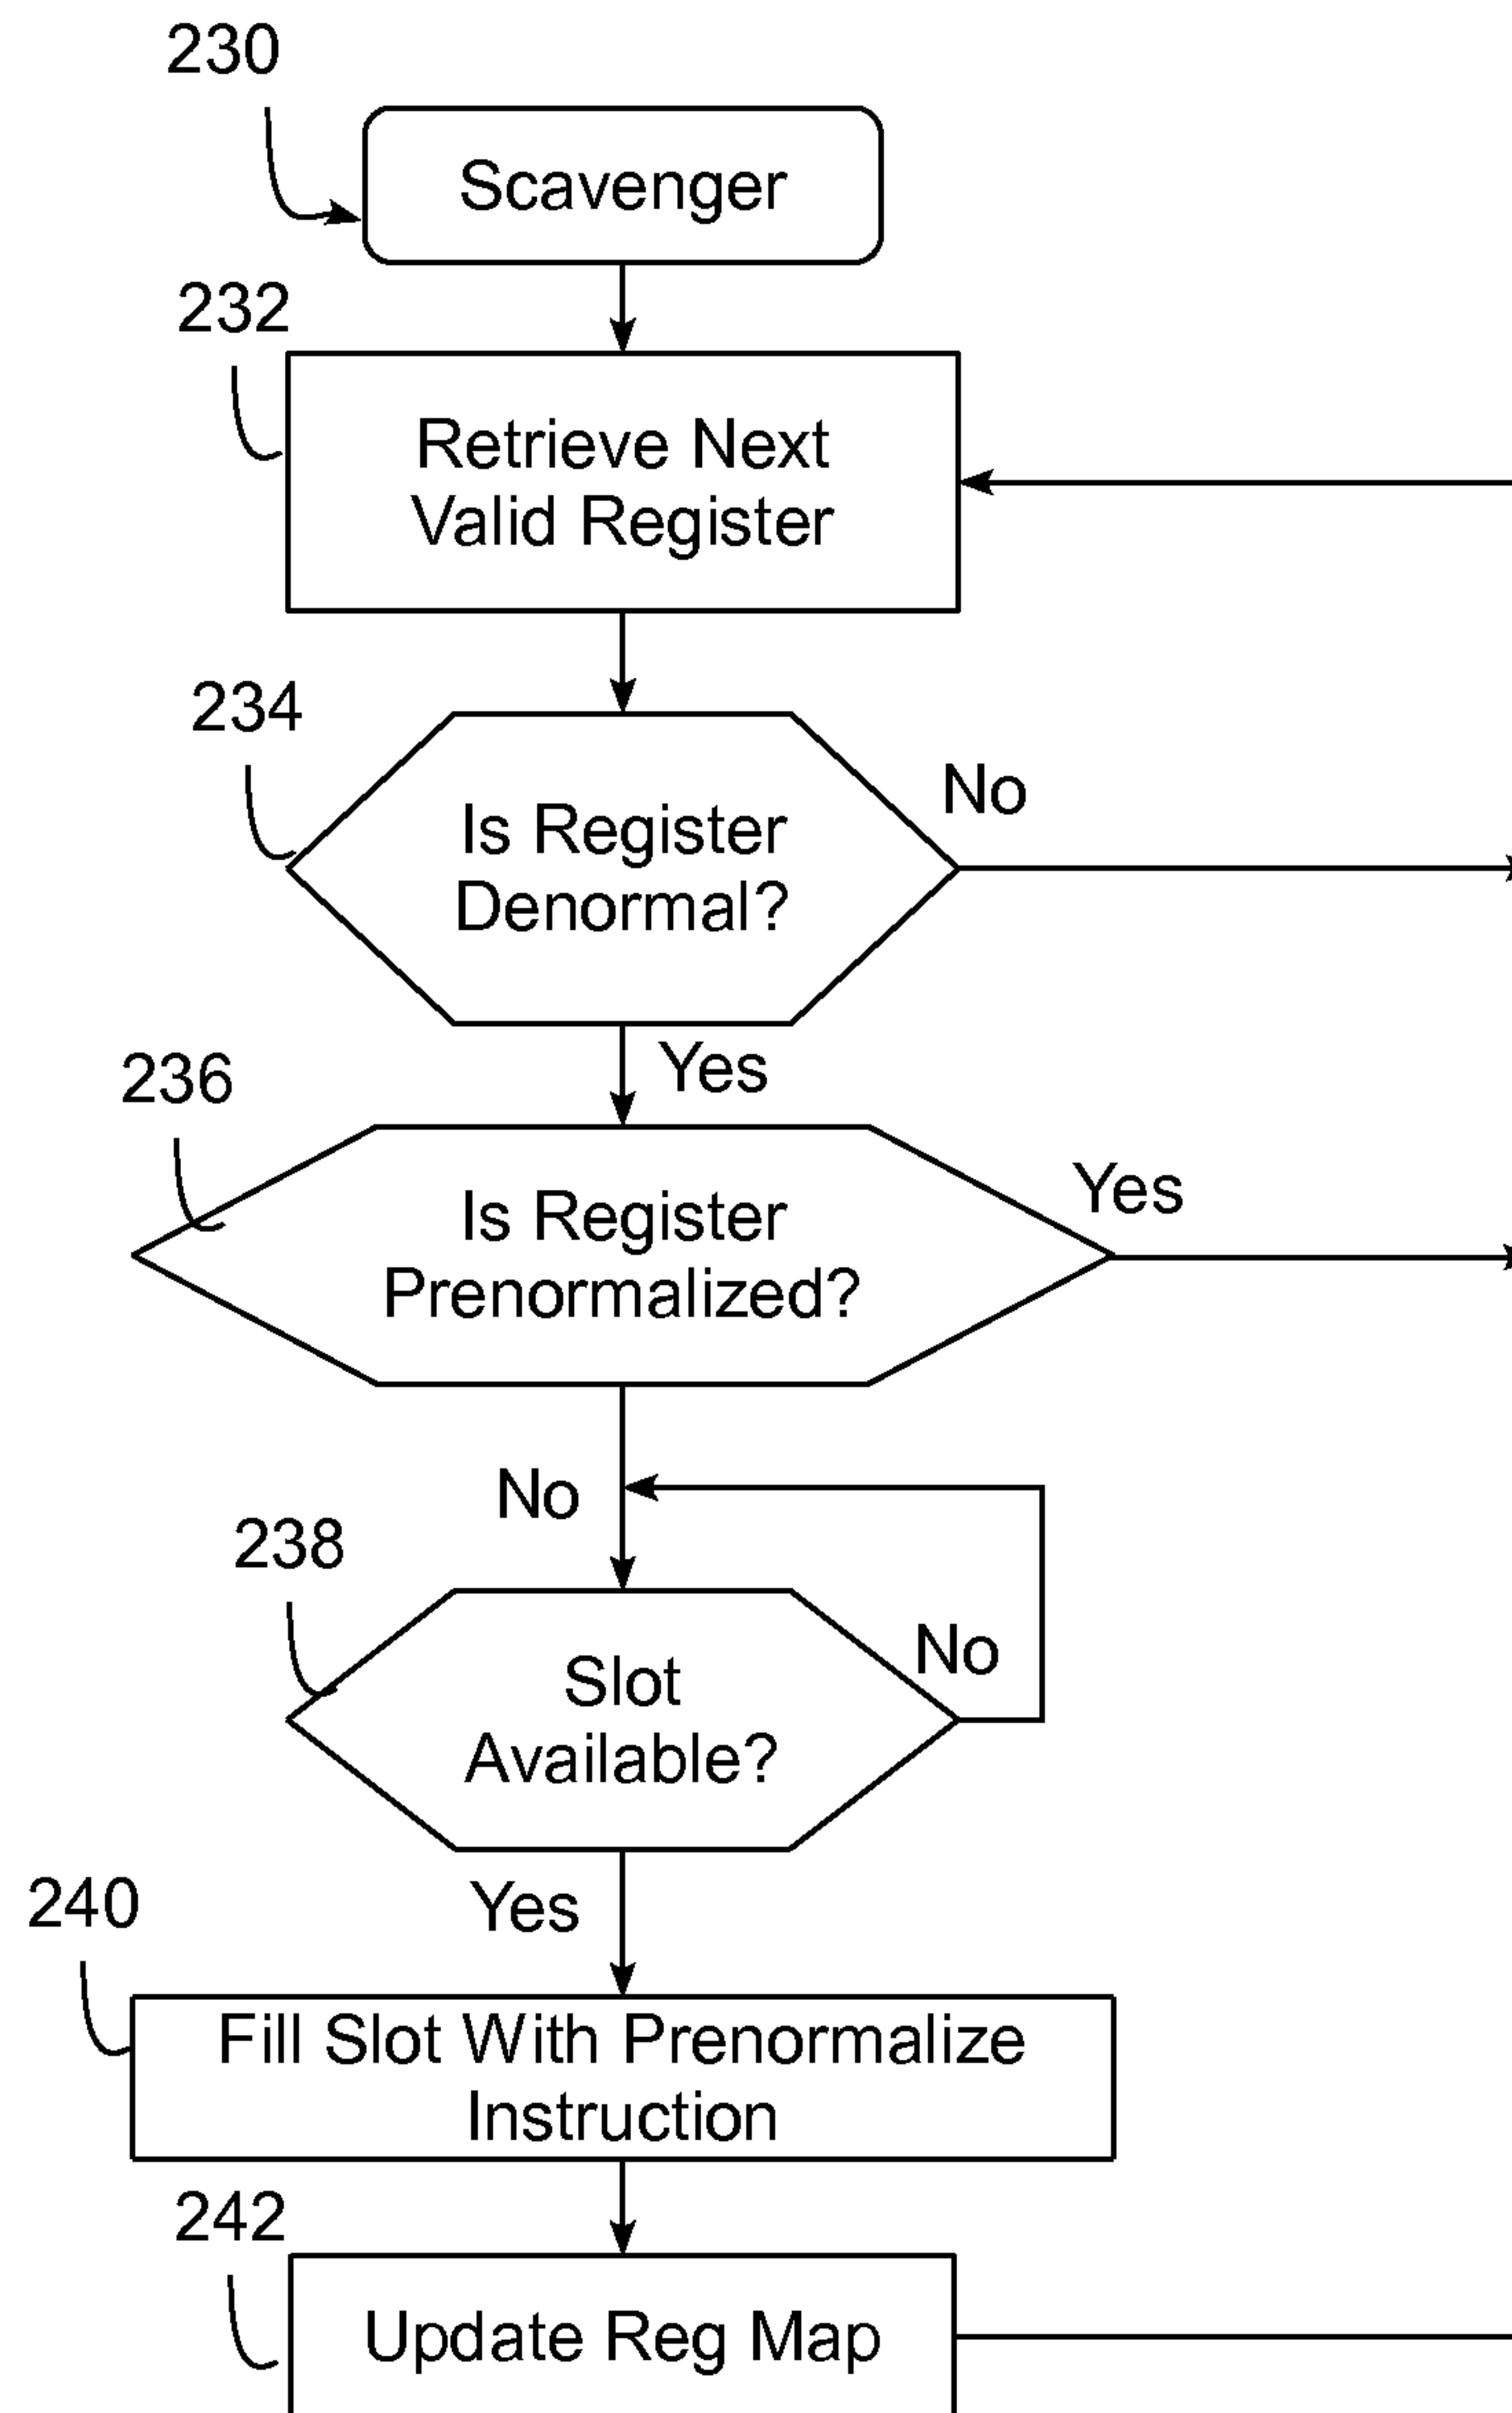 230
Scavenger
232
Retrieve Next
Valid Register
234
No
Is Register
Denormal?
Yes
236
Yes
Is Register
Prenormalized?
No
238
No
Slot
Available?
Yes
240
Fill Slot With Prenormalize
Instruction
242
Update Reg Map